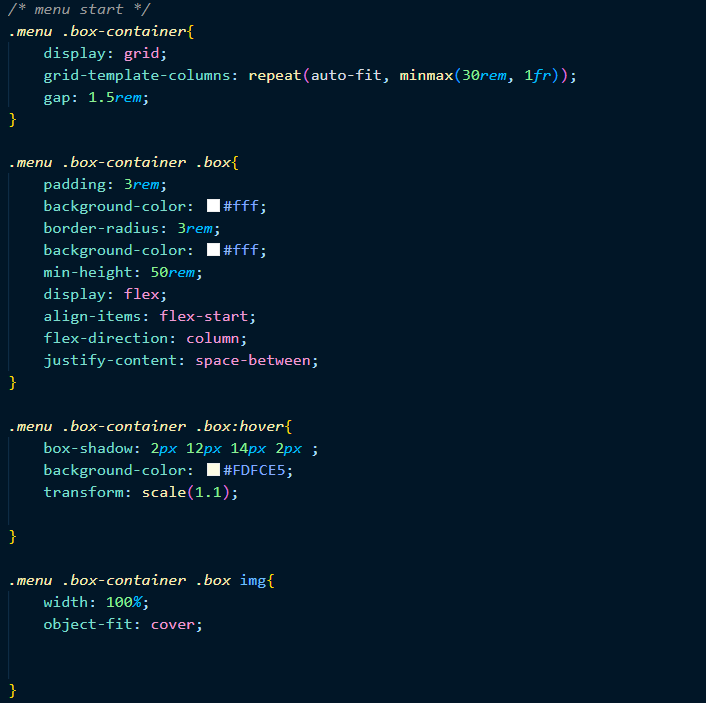 /* menu start */
.menu .box-container{
    display: grid;
    grid-template-columns: repeat(auto-fit, minmax(30rem, 1fr));
    gap: 1.5rem;
}

.menu .box-container .box{
    padding: 3rem;
    background-color: #fff;
    border-radius: 3rem;
    background-color: #fff;
    min-height: 50rem;
    display: flex;
    align-items: flex-start;
    flex-direction: column;
    justify-content: space-between;
}

.menu .box-container .box:hover{
    box-shadow: 2px 12px 14px 2px ;
    background-color: #FDFCE5;
    transform: scale(1.1);

}

.menu .box-container .box img{
    width: 100%;
    object-fit: cover;


}